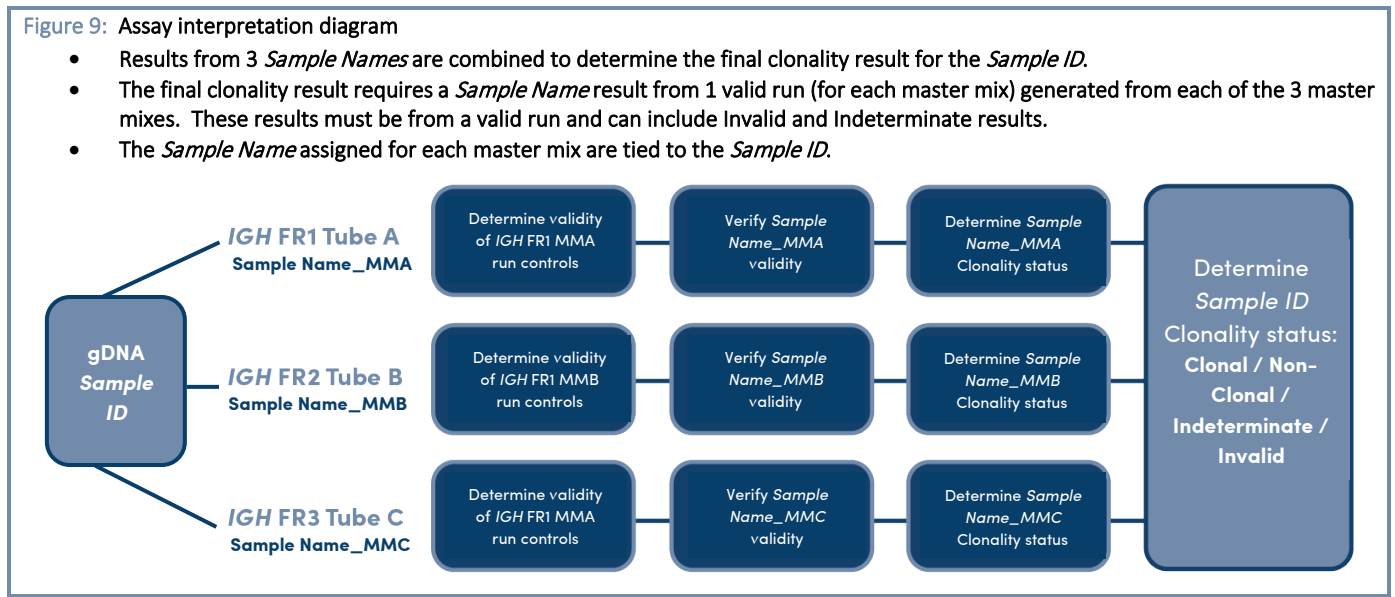 Figure 9: Assay interpretation diagram
• Results from 3 Sample Names are combined to determine the final clonality result for the Sample ID.
• The final clonality result requires a Sample Name result from 1 valid run (for each master mix) generated from each of the 3 master
mixes. These results must be from a valid run and can include Invalid and Indeterminate results.
• The Sample Name assigned for each master mix are tied to the Sample ID.
gDNA
Sample
ID
IGH FR1 Tube A
Sample Name_MMA
Determine validity
of IGH FR1 MMA
run controls
Verify Sample
Name_MMA
validity
Determine Sample
Name_MMA
Clonality status
IGH FR2 Tube B
Sample Name_MMB
Determine validity
of IGH FR1 MMB
run controls
Verify Sample
Name_MMB
validity
Determine Sample
Name_MMB
Clonality status
IGH FR3 Tube C
Sample Name_MMC
Determine validity
of IGH FR1 MMA
run controls
Verify Sample
Name_MMC
validity
Determine Sample
Name_MMC
Clonality status
Determine
Sample ID
Clonality status:
Clonal / Non-
Clonal /
Indeterminate /
Invalid